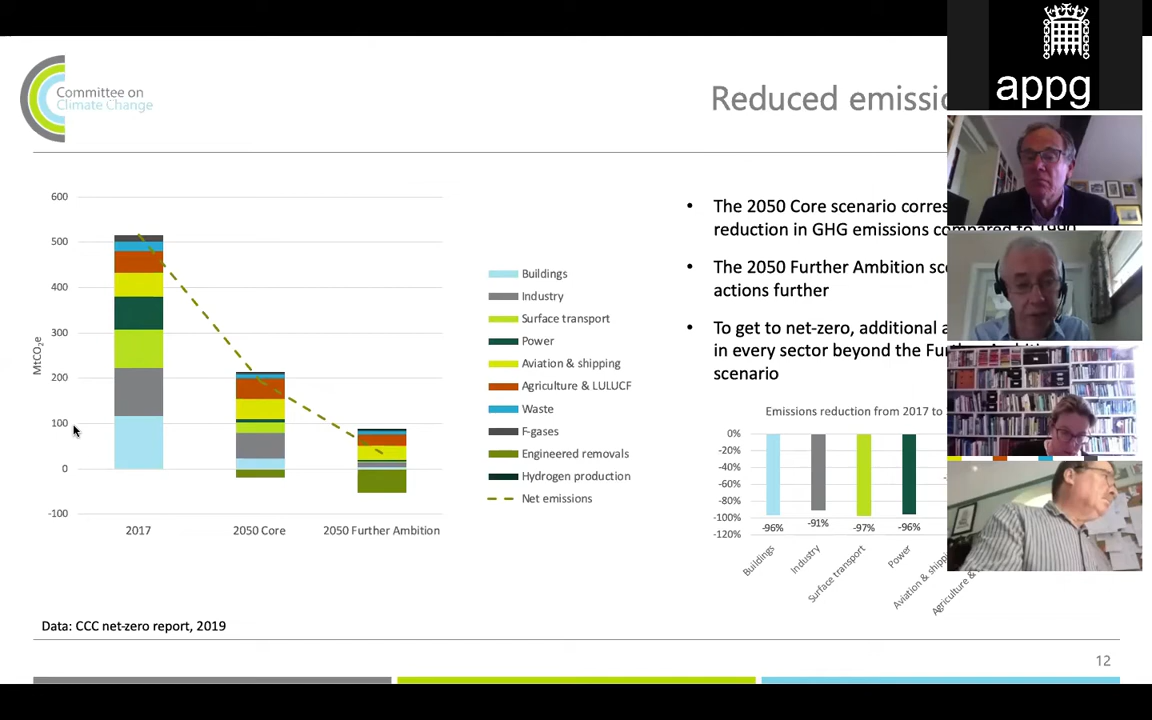 appg
Committee on
Climate Change
Reduced
600
500
400
300
200
100
0
-100
MtCO2e
2017
2050 Core
2050 Further Ambition
Buildings
Industry
Surface transport
Power
Aviation & shipping
Agriculture & LULUCF
Waste
F-gases
Engineered removals
Hydrogen production
Net emissions
• The 2050 Core scenario
reduction in GHG emissions compared to 1990
• The 2050 Further Ambition
actions further
• To get to net-zero, additional
in every sector beyond the
scenario
Emissions reduction from 2017 to
0%
-20%
-40%
-60%
-80%
-100%
-120%
-96%
-91%
-97%
-96%
Buildings
Industry
Surface transport
Power
Aviation &
Agriculture &
Data: CCC net-zero report, 2019
12